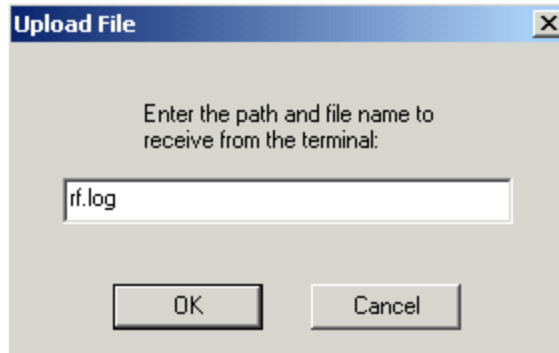 Upload File
Enter the path and file name to
receive from the terminal:
rf.log
OK
Cancel